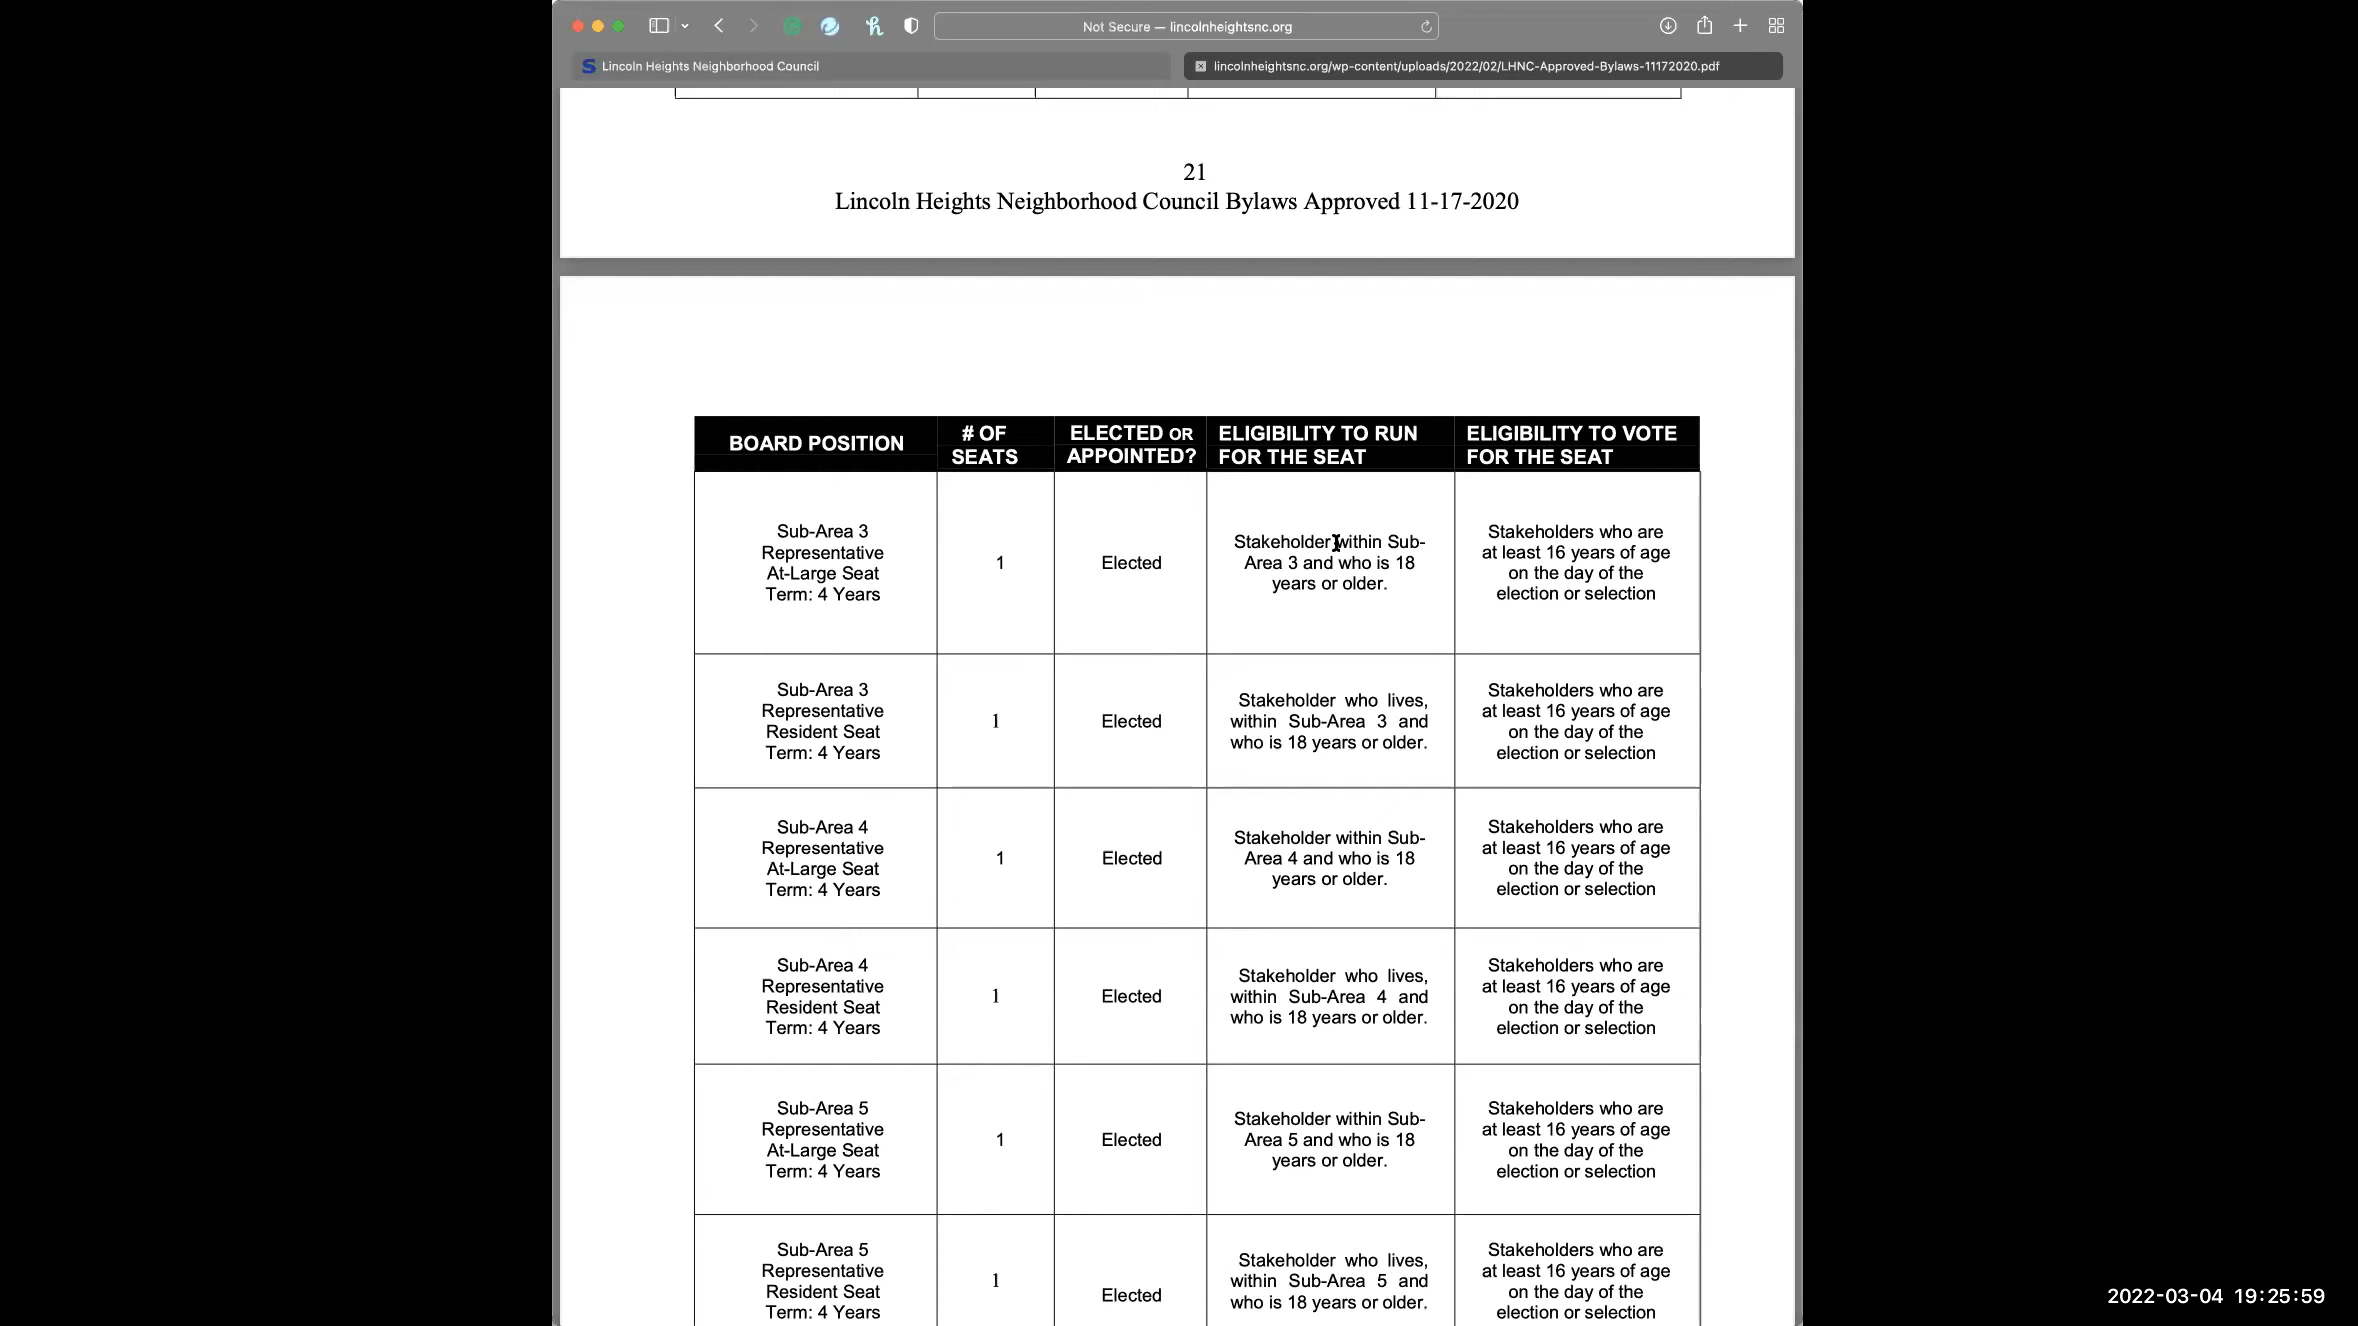 Not Secure — lincolnheightsnc.org
Lincoln Heights Neighborhood Council
lincolnheightsnc.org/wp-content/uploads/2022/02/LHNC-Approved-Bylaws-11172020.pdf
21
Lincoln Heights Neighborhood Council Bylaws Approved 11-17-2020
BOARD POSITION
# OF
SEATS
ELECTED OR
APPOINTED?
ELIGIBILITY TO RUN
FOR THE SEAT
ELIGIBILITY TO VOTE
FOR THE SEAT
Sub-Area 3
Representative
At-Large Seat
Term: 4 Years
1
Elected
Stakeholder within Sub-
Area 3 and who is 18
years or older.
Stakeholders who are
at least 16 years of age
on the day of the
election or selection
Sub-Area 3
Representative
Resident Seat
Term: 4 Years
1
Elected
Stakeholder who lives,
within Sub-Area 3 and
who is 18 years or older.
Stakeholders who are
at least 16 years of age
on the day of the
election or selection
Sub-Area 4
Representative
At-Large Seat
Term: 4 Years
1
Elected
Stakeholder within Sub-
Area 4 and who is 18
years or older.
Stakeholders who are
at least 16 years of age
on the day of the
election or selection
Sub-Area 4
Representative
Resident Seat
Term: 4 Years
1
Elected
Stakeholder who lives,
within Sub-Area 4 and
who is 18 years or older.
Stakeholders who are
at least 16 years of age
on the day of the
election or selection
Sub-Area 5
Representative
At-Large Seat
Term: 4 Years
1
Elected
Stakeholder within Sub-
Area 5 and who is 18
years or older.
Stakeholders who are
at least 16 years of age
on the day of the
election or selection
Sub-Area 5
Representative
Resident Seat
Term: 4 Years
1
Elected
Stakeholder who lives,
within Sub-Area 5 and
who is 18 years or older.
Stakeholders who are
at least 16 years of age
on the day of the
election or selection
2022-03-04 19:25:59